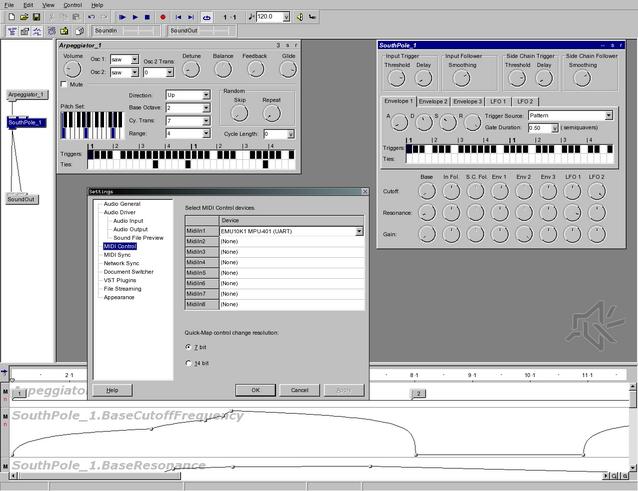 File Edit View Control Help
120.0
SoundIn SoundOut
Arpeggiator_1 3 s r
Volume Osc 1: saw Osc 2 Trans: Detune Balance Feedback Glide
Osc 2: saw 0
Mute
Pitch Set: Direction: Up Random
Base Octave: 2 Skip Repeat
Cy. Trans: 7
Range: 4 Cycle Length: 0
1 2 3 4
Triggers:
Ties:
SouthPole_1 s r
Input Trigger Input Follower Side Chain Trigger Side Chain Follower
Threshold Delay Smoothing Threshold Delay Smoothing
Envelope 1 Envelope 2 Envelope 3 LFO 1 LFO 2
A D S R Trigger Source: Pattern
Gate Duration: 0.50 (semiquavers)
1 2 3 4
Triggers:
Ties:
Base In Fol. S.C. Fol. Env 1 Env 2 Env 3 LFO 1 LFO 2
Cutoff:
Resonance:
Gain:
Arpeggiator_1
SouthPole_1
SoundOut
Settings
Audio General
Audio Driver
Audio Input
Audio Output
Sound File Preview
MIDI Control
MIDI Sync
Network Sync
Document Switcher
VST Plugins
File Streaming
Appearance
Select MIDI Control devices.
Device
MidiIn1 EMU10K1 MPU-401 (UART)
MidiIn2 (None)
MidiIn3 (None)
MidiIn4 (None)
MidiIn5 (None)
MidiIn6 (None)
MidiIn7 (None)
MidiIn8 (None)
Quick-Map control change resolution:
7 bit
14 bit
Help OK Cancel Apply
2·1 8·1 9·1 10·1 11·1
M Arpeggiator
n 1 2
M SouthPole_1.BaseCutoffFrequency
n
M SouthPole_1.BaseResonance